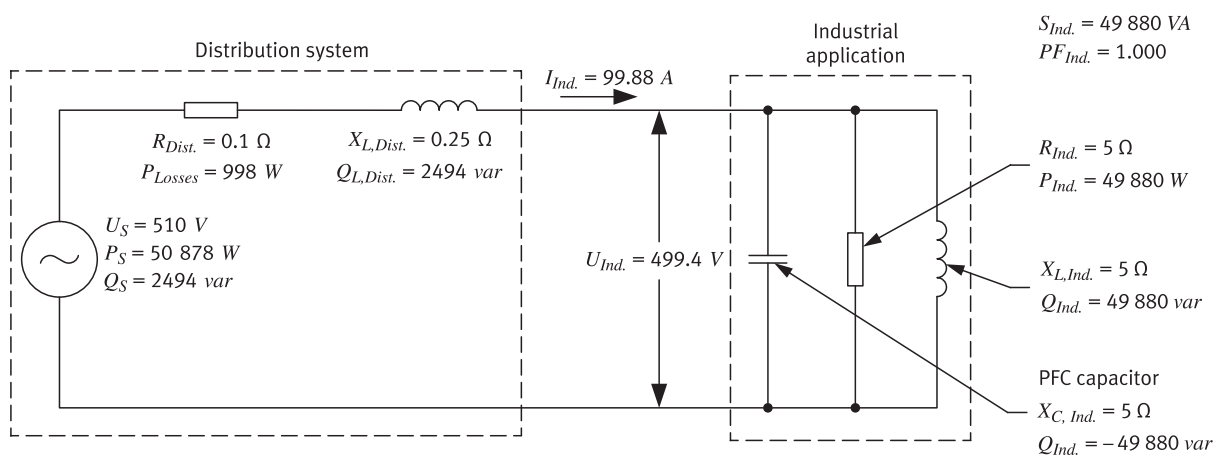 Distribution system
R_Dist. = 0.1 Ω
P_Losses = 998 W
X_L,Dist. = 0.25 Ω
Q_L,Dist. = 2494 var
U_S = 510 V
P_S = 50 878 W
Q_S = 2494 var
I_Ind. = 99.88 A
U_Ind. = 499.4 V
Industrial
application
S_Ind. = 49 880 VA
PF_Ind. = 1.000
R_Ind. = 5 Ω
P_Ind. = 49 880 W
X_L,Ind. = 5 Ω
Q_Ind. = 49 880 var
PFC capacitor
X_C, Ind. = 5 Ω
Q_Ind. = – 49 880 var